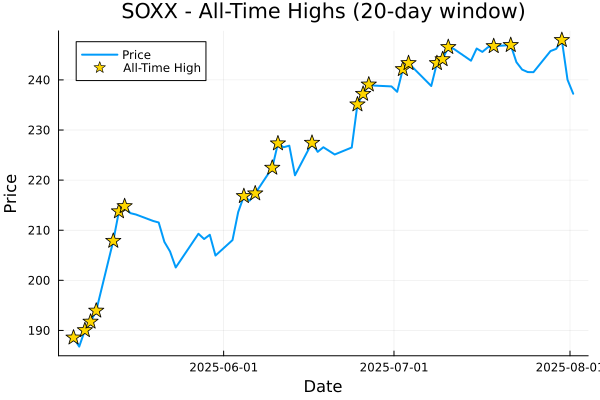 SOXX - All-Time Highs (20-day window)
Price
All-Time High
240
230
220
210
200
190
Price
2025-06-01
2025-07-01
2025-08-01
Date